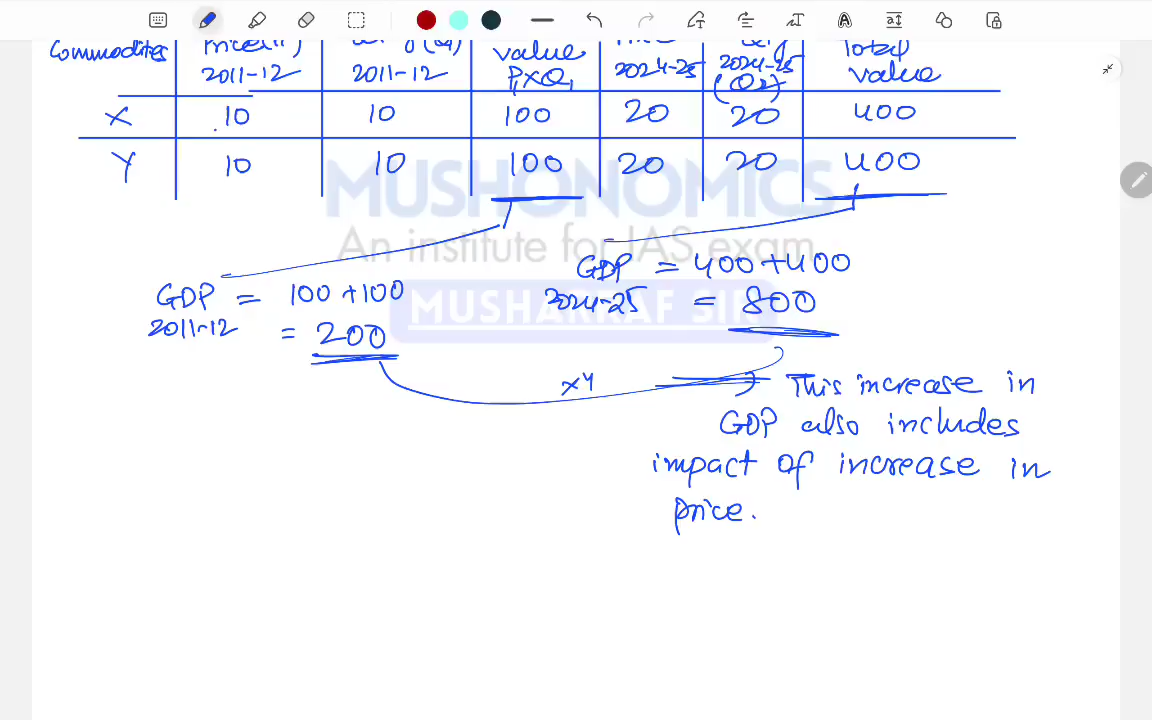 Commodites value 2024-25 2024-25 Total
2011-12 2011-12 P₁×Q₁ (Q₂) value
X 10 10 100 20 20 400
Y 10 10 100 20 20 400
MUSHONOMICS
An institute for IAS exam
MUSHARRAF SIR
GDP = 100+100
2011-12 = 200
GDP = 400+400
2024-25 = 800
x4
This increase in
GDP also includes
impact of increase in
price.